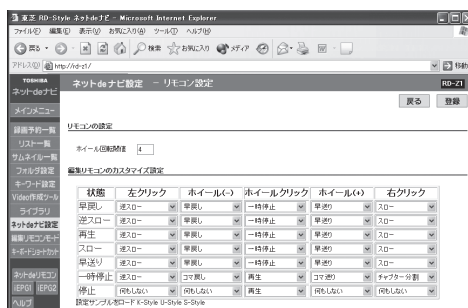 東芝 RD-Style ネットdeナビ - Microsoft Internet Explorer
ファイル(F) 編集(E) 表示(V) お気に入り(A) ツール(T) ヘルプ(H)
戻る 検索 お気に入り メディア
アドレス(D) http://rd-z1/ 移動
TOSHIBA
ネットdeナビ
ネットdeナビ設定 - リモコン設定 RD-Z1
メインメニュー
戻る 登録
録画予約一覧
リスト一覧
サムネイル一覧
フォルダ設定
キーワード設定
Video作成ツール
ライブラリ
ネットdeナビ設定
編集リモコンモード
キーボードショートカット
ネットdeリモコン
iEPG1 iEPG2
ヘルプ
リモコンの設定
ホイール回転閾値 4
編集リモコンのカスタマイズ設定
状態 左クリック ホイール(-) ホイールクリック ホイール(+) 右クリック
早戻し 逆スロー 早戻し 一時停止 早送り スロー
逆スロー 逆スロー 早戻し 一時停止 早送り スロー
再生 逆スロー 早戻し 一時停止 早送り スロー
スロー 逆スロー 早戻し 一時停止 早送り スロー
早送り 逆スロー 早戻し 一時停止 早送り スロー
一時停止 逆スロー コマ戻し 再生 コマ送り チャプター分割
停止 何もしない 何もしない 再生 何もしない 何もしない
設定サンプルをロード K-Style U-Style S-Style